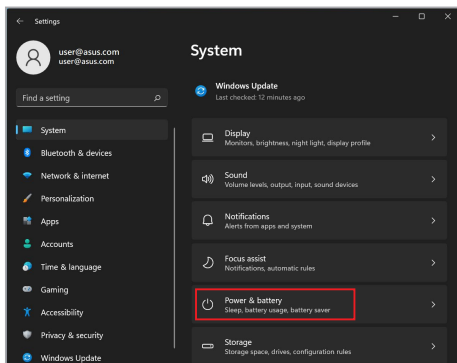 Settings
user@asus.com
user@asus.com
Find a setting
System
Bluetooth & devices
Network & internet
Personalization
Apps
Accounts
Time & language
Gaming
Accessibility
Privacy & security
Windows Update
System
Windows Update
Last checked: 12 minutes ago
Display
Monitors, brightness, night light, display profile
Sound
Volume levels, output, input, sound devices
Notifications
Alerts from apps and system
Focus assist
Notifications, automatic rules
Power & battery
Sleep, battery usage, battery saver
Storage
Storage space, drives, configuration rules